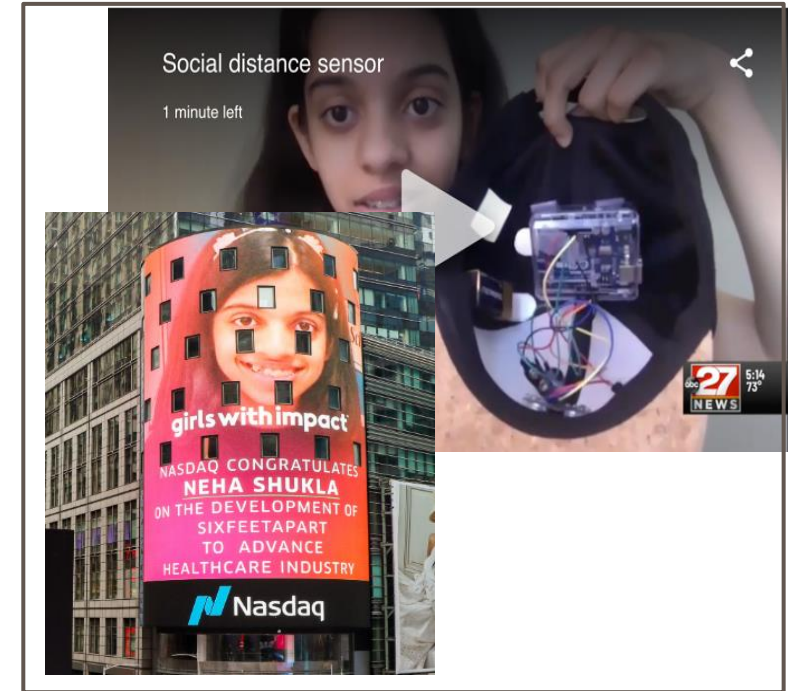 Social distance sensor
1 minute left
abc 27
NEWS
5:14
73°
girls with impact
NASDAQ CONGRATULATES
NEHA SHUKLA
ON THE DEVELOPMENT OF
SIXFEETAPART
TO ADVANCE
HEALTHCARE INDUSTRY
Nasdaq